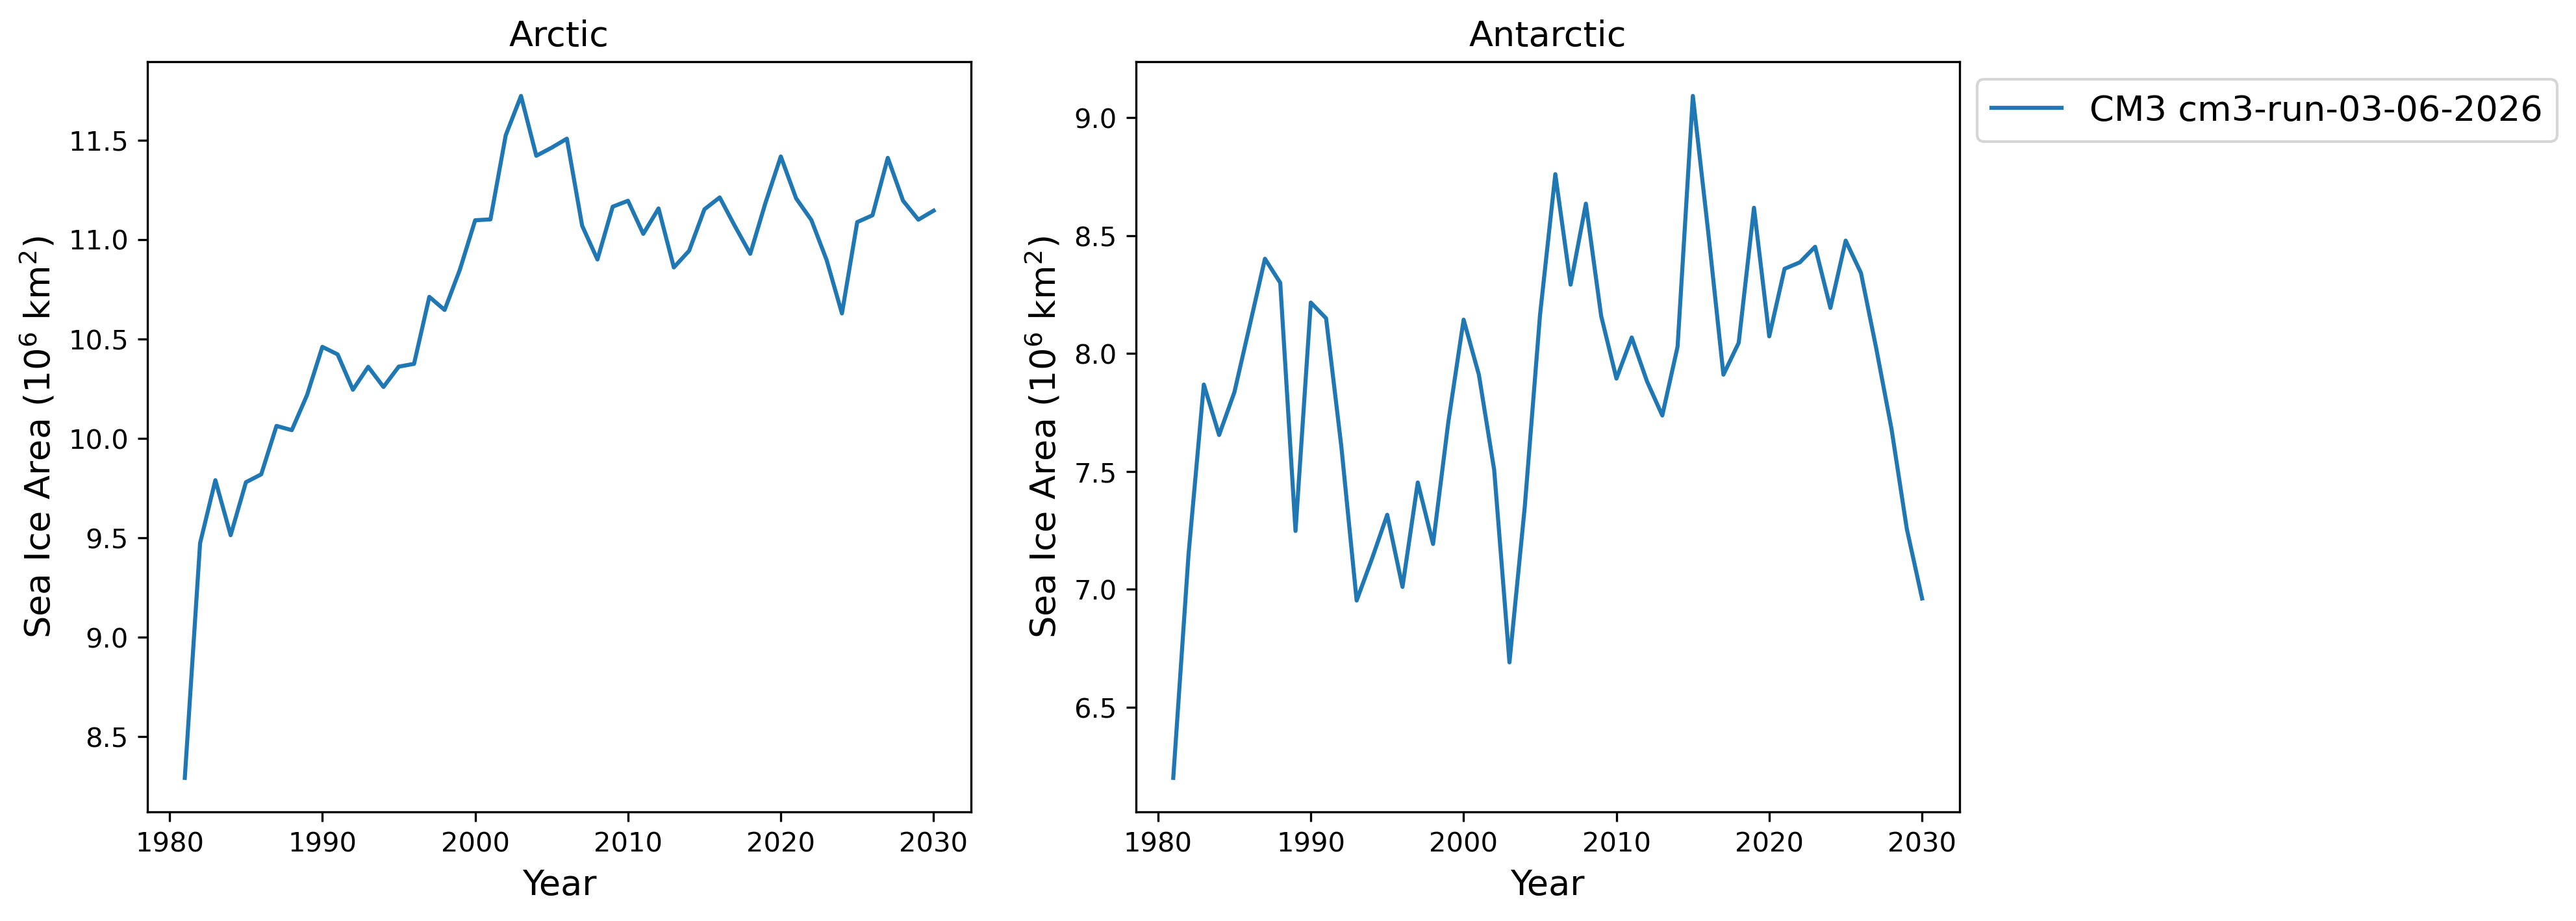 Arctic
Sea Ice Area (10⁶ km²)
11.5
11.0
10.5
10.0
9.5
9.0
8.5
1980 1990 2000 2010 2020 2030
Year
Antarctic
Sea Ice Area (10⁶ km²)
9.0
8.5
8.0
7.5
7.0
6.5
1980 1990 2000 2010 2020 2030
Year
CM3 cm3-run-03-06-2026